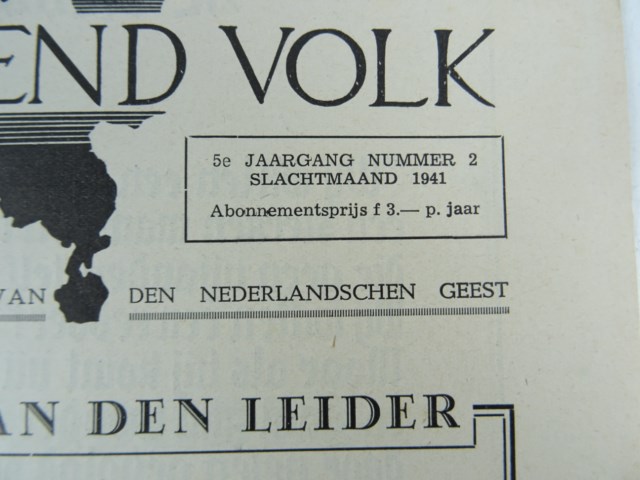 END VOLK
5e JAARGANG NUMMER 2
SLACHTMAAND 1941
Abonnementsprijs f 3.— p. jaar
VAN DEN NEDERLANDSCHEN GEEST
AN DEN LEIDER